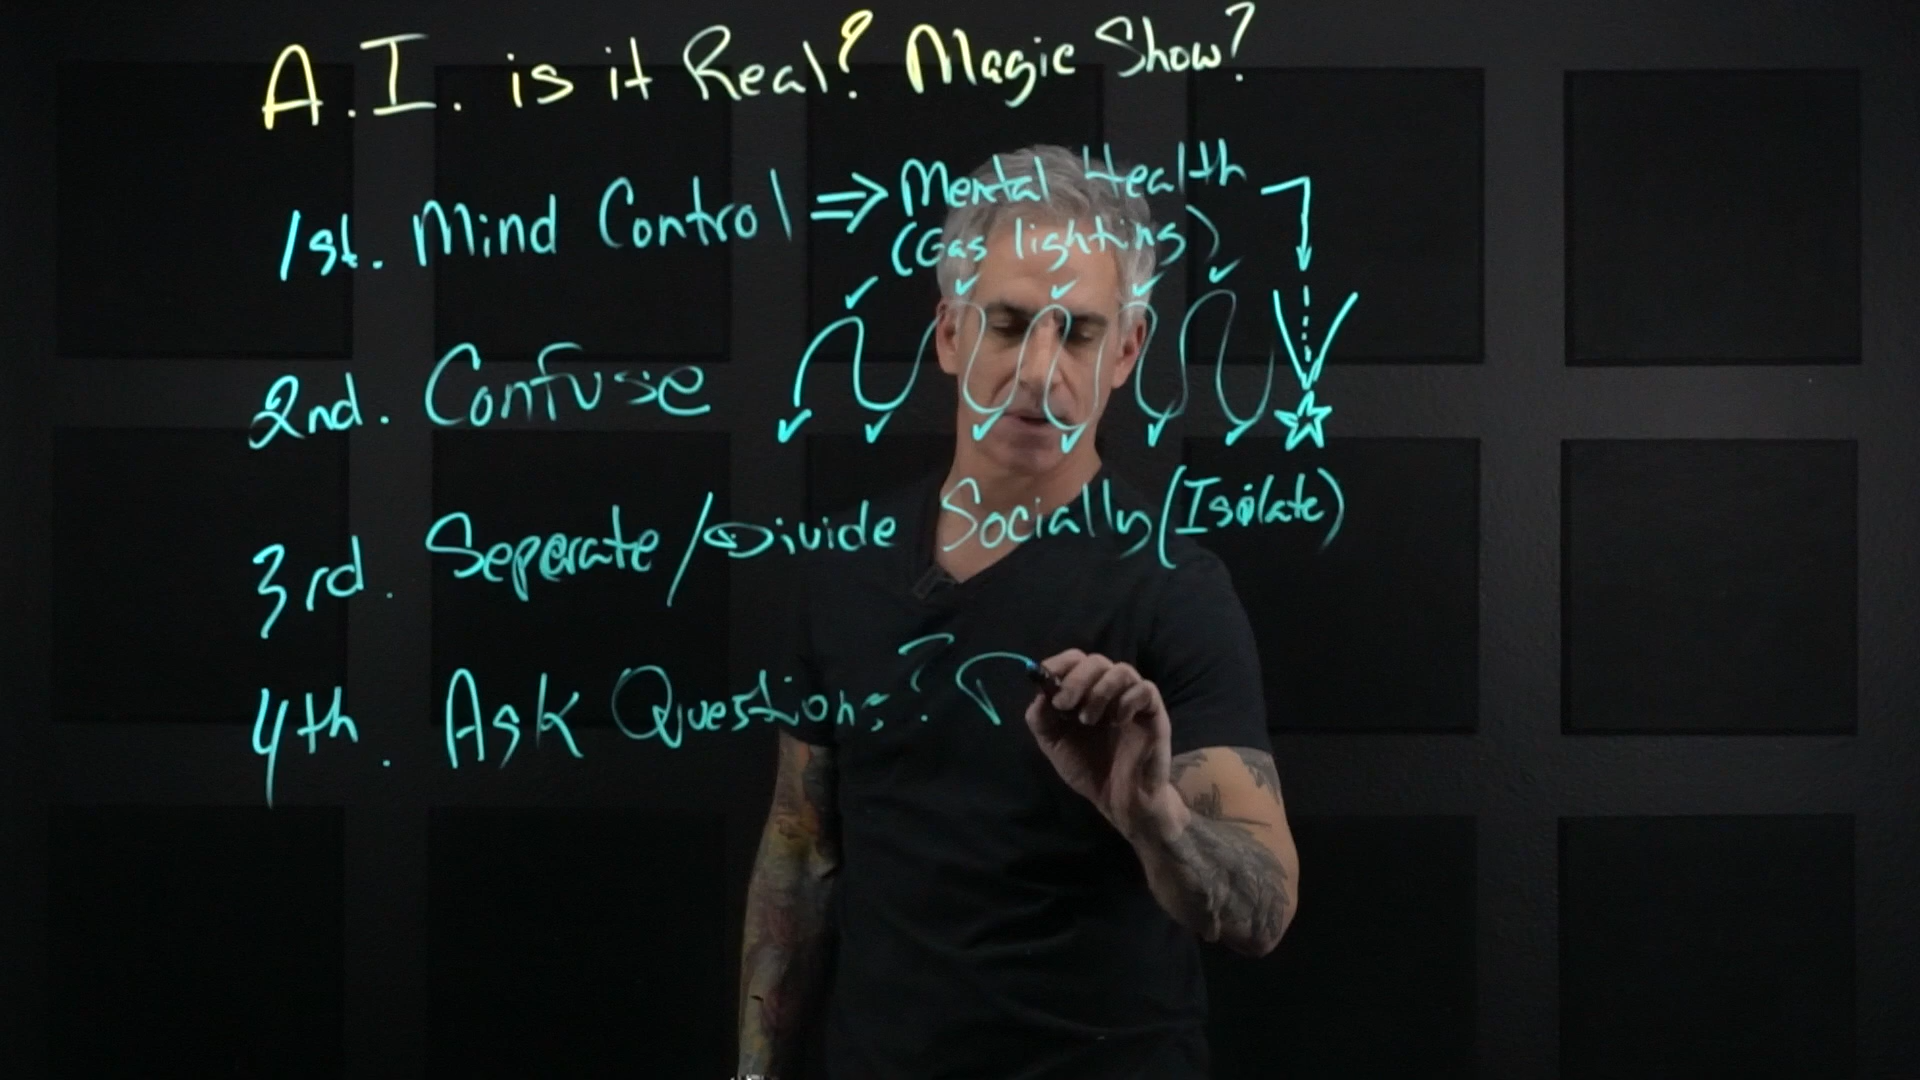 A.I. is it Real? Magic Show?
1st. Mind Control ⇒ Mental Health
(Gas lighting)
2nd. Confuse
3rd. Seperate/Divide Socially (Isolate)
4th. Ask Questions?